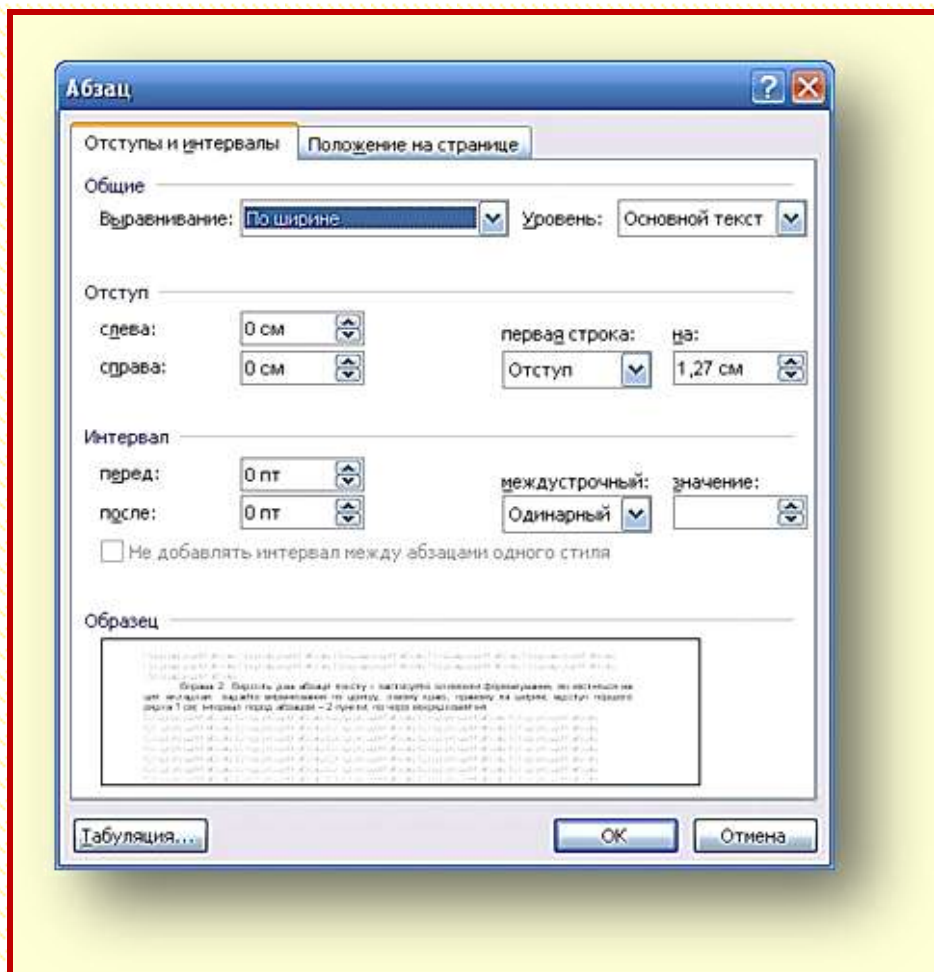 Абзац
Отступы и интервалы Положение на странице
Общие
Выравнивание: По ширине Уровень: Основной текст
Отступ
слева: 0 см первая строка: на:
справа: 0 см Отступ 1,27 см
Интервал
перед: 0 пт междустрочный: значение:
после: 0 пт Одинарный
Не добавлять интервал между абзацами одного стиля
Образец
Табуляция... ОК Отмена